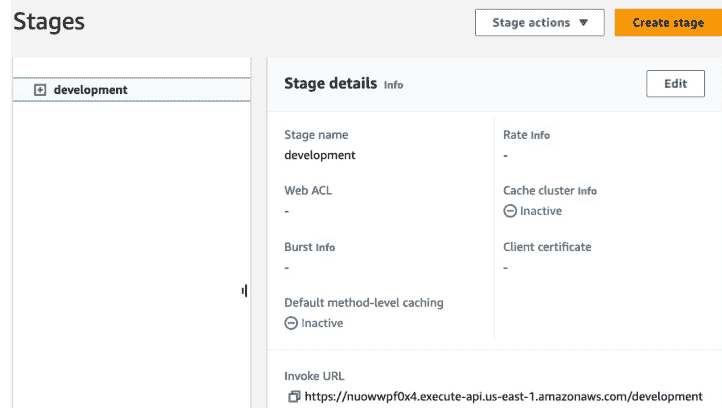 Stages
Stage actions
Create stage
development
Stage details Info
Edit
Stage name
development
Rate Info
-
Web ACL
-
Cache cluster Info
Inactive
Burst Info
-
Client certificate
-
Default method-level caching
Inactive
Invoke URL
https://nuowwpf0x4.execute-api.us-east-1.amazonaws.com/development